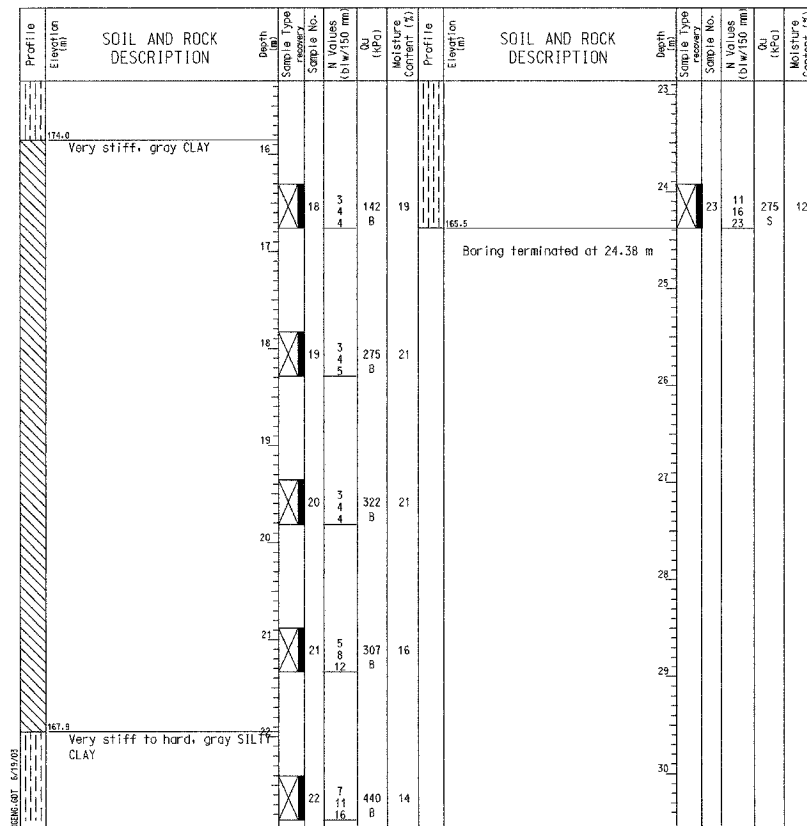 Profile
Elevation
(m)
SOIL AND ROCK
DESCRIPTION
Depth
(m)
Sample Type
recovery
Sample No.
N Values
(blw/150 mm)
Qu
(kPa)
Moisture
Content (%)
174.0
Very stiff, gray CLAY
16
18
3
4
4
142
B
19
17
18
19
3
4
5
275
B
21
19
20
3
4
4
322
B
21
20
21
21
5
8
12
307
B
16
167.9
22
Very stiff to hard, gray SILTY
CLAY
22
7
11
16
440
B
14
6/19/03
Profile
Elevation
(m)
SOIL AND ROCK
DESCRIPTION
Depth
(m)
Sample Type
recovery
Sample No.
N Values
(blw/150 mm)
Qu
(kPa)
Moisture
Content (%)
23
24
23
11
16
23
275
S
12
165.5
Boring terminated at 24.38 m
25
26
27
28
29
30